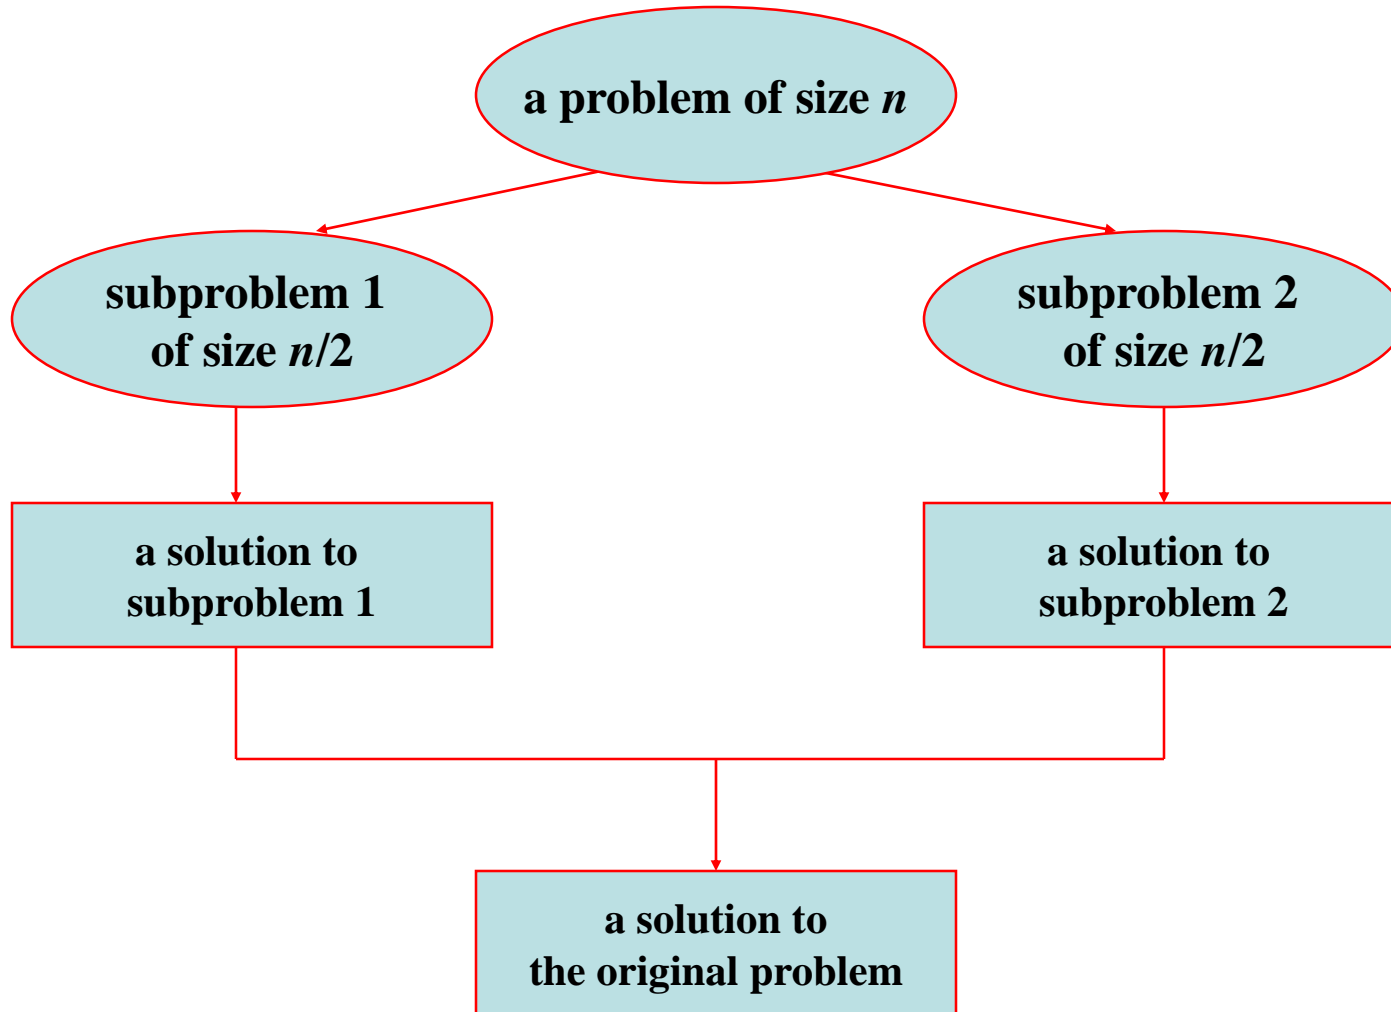 a problem of size n
subproblem 1
of size n/2
subproblem 2
of size n/2
a solution to
subproblem 1
a solution to
subproblem 2
a solution to
the original problem